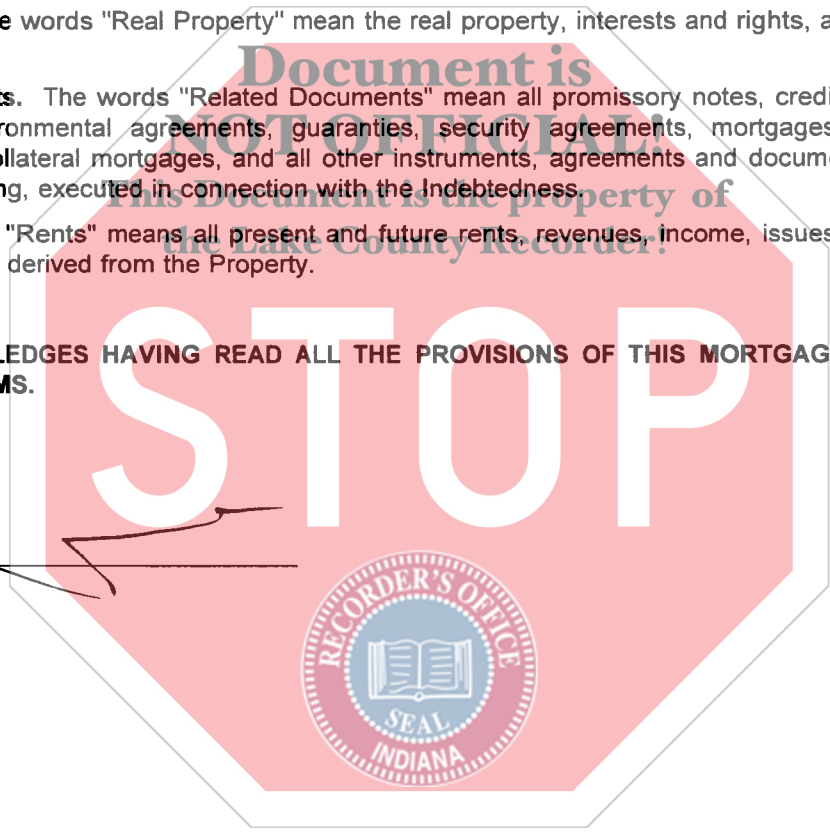 e words "Real Property" mean the real property, interests and rights, a
Document is
ts. The words "Related Documents" mean all promissory notes, credi
ronmental agreements, guaranties, security agreements, mortgages
NOT OFFICIAL!
ollateral mortgages, and all other instruments, agreements and docume
ng, executed in connection with the Indebtedness.
This Document is the property of
"Rents" means all present and future rents, revenues, income, issues
the Lake County Recorder!
derived from the Property.
LEDGES HAVING READ ALL THE PROVISIONS OF THIS MORTGAG
MS.
STOP
RECORDER'S OFFICE
SEAL
INDIANA